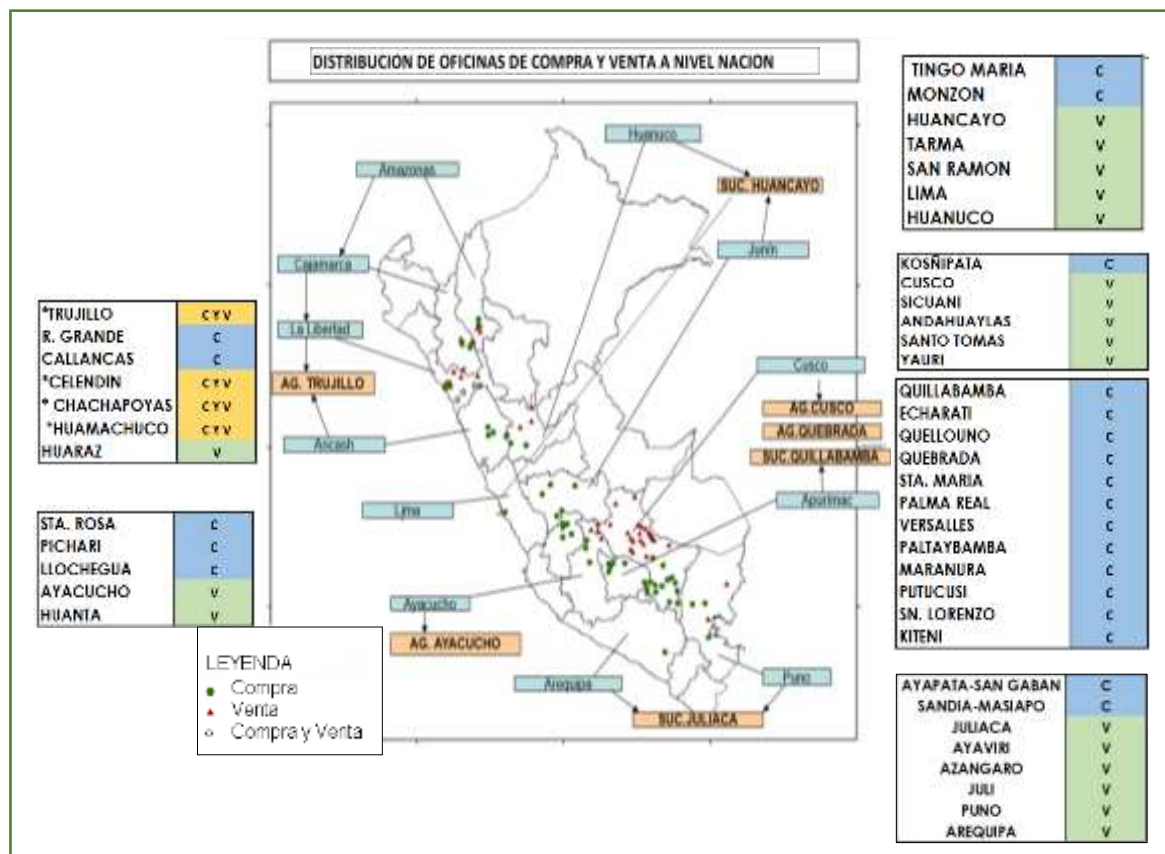 DISTRIBUCION DE OFICINAS DE COMPRA Y VENTA A NIVEL NACION
Huanuco
Amazonas
SUC. HUANCAYO
Junín
Cajamarca
La Libertad
AG. TRUJILLO
Cusco
AG.CUSCO
AG.QUEBRADA
SUC.QUILLABAMBA
Ancash
Lima
Apurimac
Ayacucho
AG. AYACUCHO
Arequipa
Puno
SUC.JULIACA
*TRUJILLO C Y V
R. GRANDE C
CALLANCAS C
*CELENDIN C Y V
* CHACHAPOYAS C Y V
*HUAMACHUCO C Y V
HUARAZ V
STA. ROSA C
PICHARI C
LLOCHEGUA C
AYACUCHO V
HUANTA V
LEYENDA
Compra
Venta
Compra y Venta
TINGO MARIA C
MONZON C
HUANCAYO V
TARMA V
SAN RAMON V
LIMA V
HUANUCO V
KOSÑIPATA C
CUSCO V
SICUANI V
ANDAHUAYLAS V
SANTO TOMAS V
YAURI V
QUILLABAMBA C
ECHARATI C
QUELLOUNO C
QUEBRADA C
STA. MARIA C
PALMA REAL C
VERSALLES C
PALTAYBAMBA C
MARANURA C
PUTUCUSI C
SN. LORENZO C
KITENI C
AYAPATA-SAN GABAN C
SANDIA-MASIAPO C
JULIACA V
AYAVIRI V
AZANGARO V
JULI V
PUNO V
AREQUIPA V